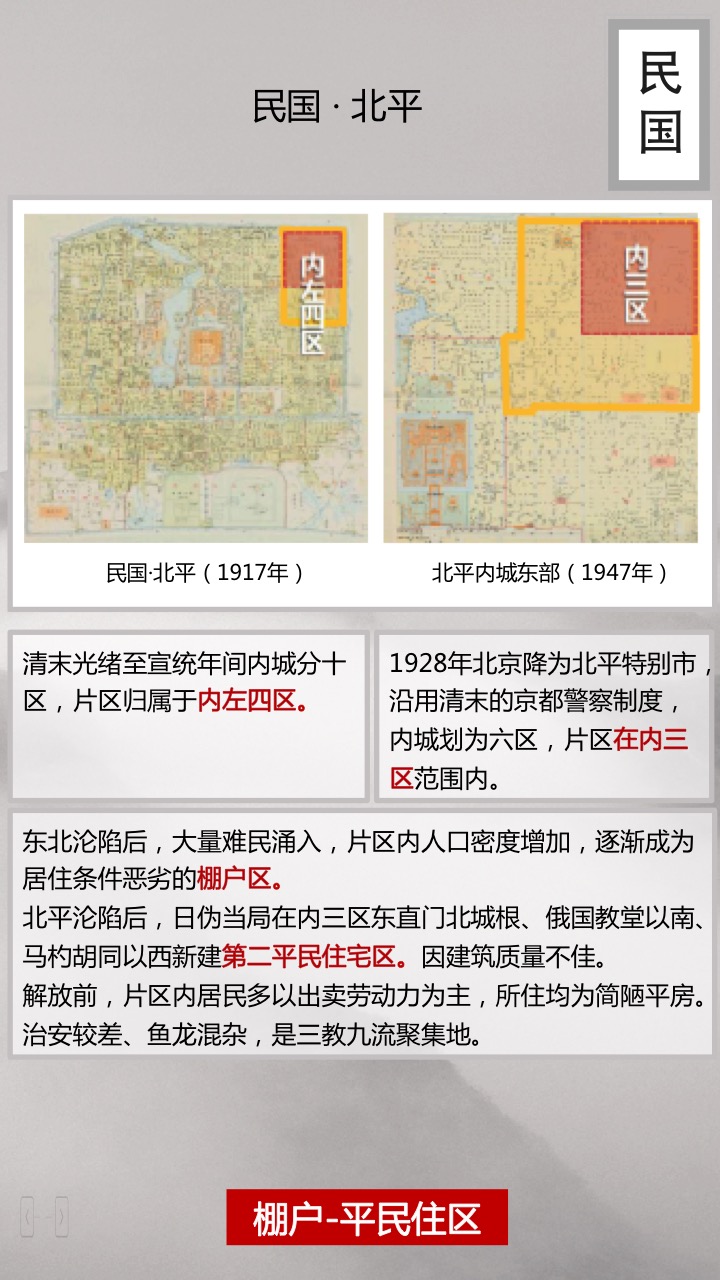 民国
民国 · 北平
内左四区
内三区
民国·北平（1917年）
北平内城东部（1947年）
清末光绪至宣统年间内城分十
区，片区归属于内左四区。
1928年北京降为北平特别市，
沿用清末的京都警察制度，
内城划为六区，片区在内三
区范围内。
东北沦陷后，大量难民涌入，片区内人口密度增加，逐渐成为
居住条件恶劣的棚户区。
北平沦陷后，日伪当局在内三区东直门北城根、俄国教堂以南、
马杓胡同以西新建第二平民住宅区。因建筑质量不佳。
解放前，片区内居民多以出卖劳动力为主，所住均为简陋平房。
治安较差、鱼龙混杂，是三教九流聚集地。
棚户-平民住区